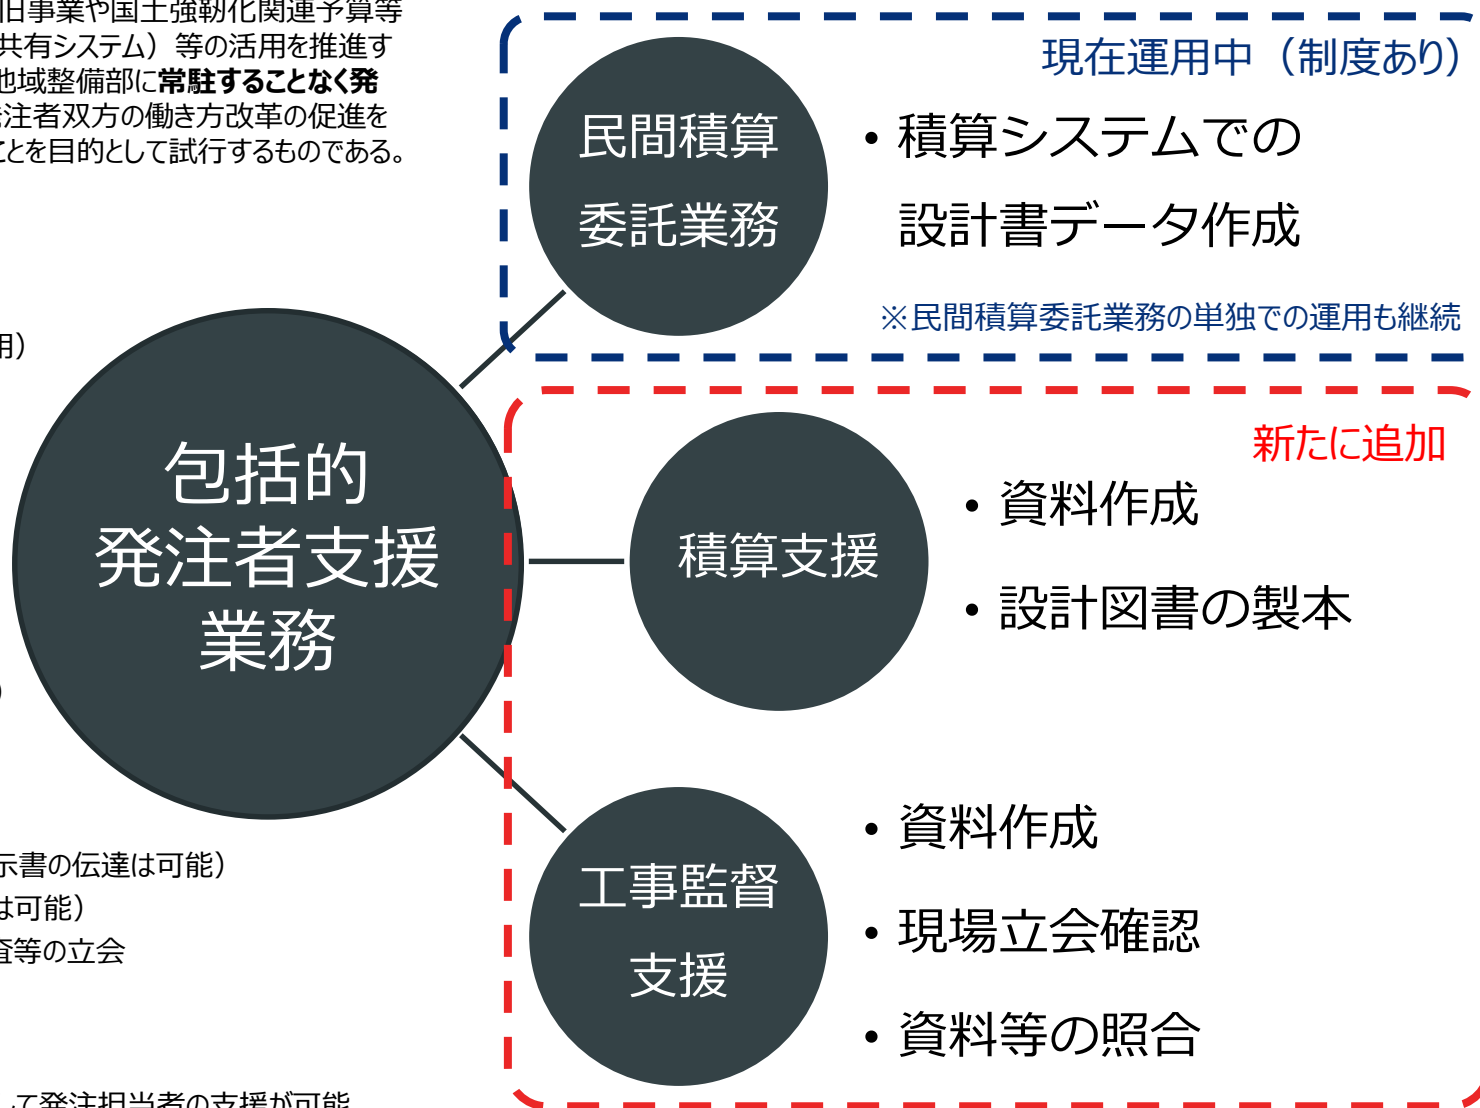 旧事業や国土強靭化関連予算等
共有システム）等の活用を推進す
地域整備部に常駐することなく発
注者双方の働き方改革の促進を
ことを目的として試行するものである。
用）
）
示書の伝達は可能）
は可能）
査等の立会
して発注担当者の支援が可能
包括的
発注者支援
業務
現在運用中（制度あり）
民間積算
委託業務
・積算システムでの
設計書データ作成
※民間積算委託業務の単独での運用も継続
新たに追加
積算支援
・資料作成
・設計図書の製本
工事監督
支援
・資料作成
・現場立会確認
・資料等の照合